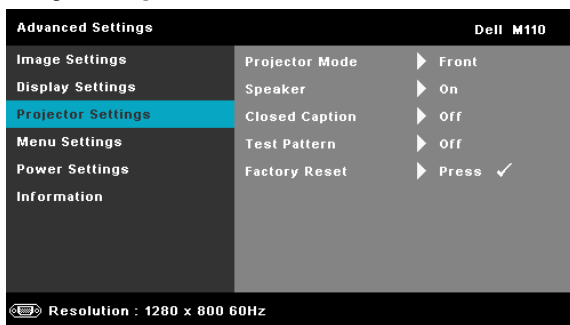 Advanced Settings Dell M110
Image Settings
Display Settings
Projector Settings
Menu Settings
Power Settings
Information
Projector Mode Front
Speaker On
Closed Caption Off
Test Pattern Off
Factory Reset Press ✓
Resolution : 1280 x 800 60Hz